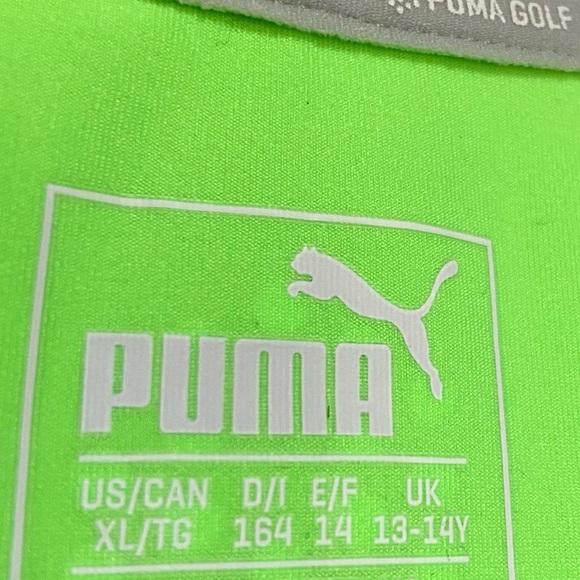 PUMA GOLF
PUMA
US/CAN D/I E/F UK
XL/TG 164 14 13-14Y